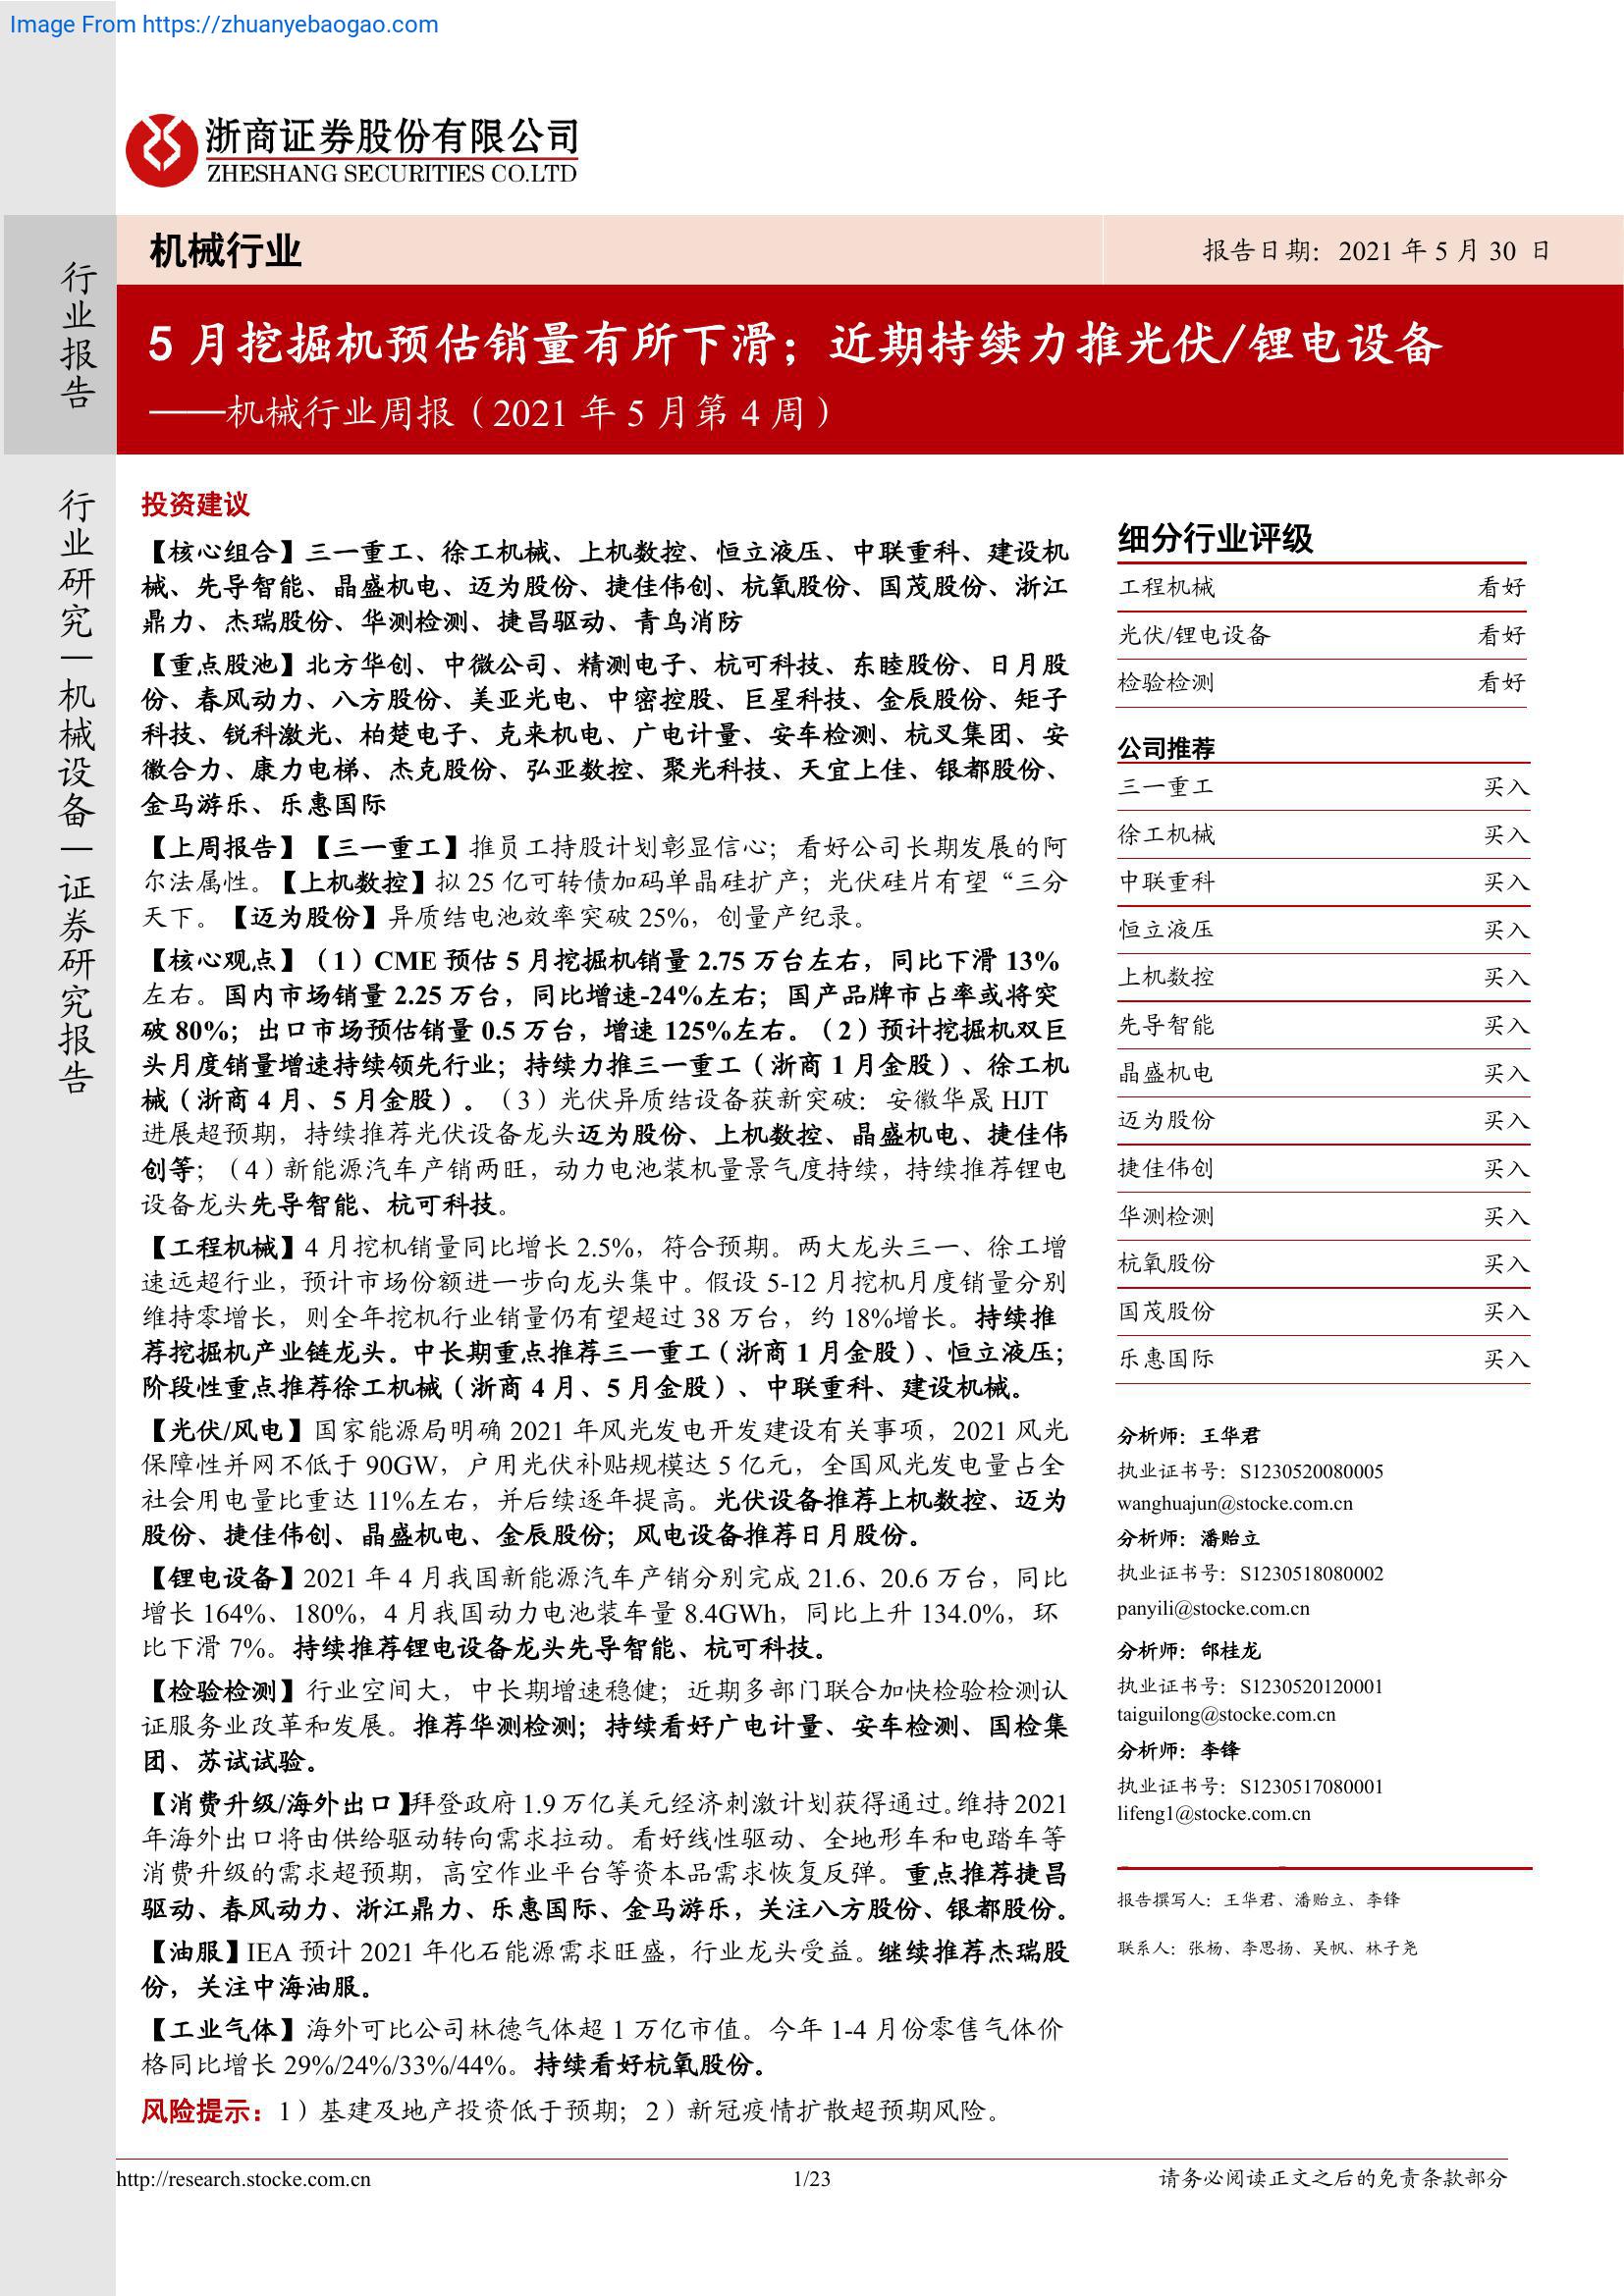 Image From https://zhuanyebaogao.com
浙商证券股份有限公司
ZHESHANG SECURITIES CO.LTD
行业报告
行业研究—机械设备—证券研究报告
机械行业
报告日期：2021 年 5 月 30 日
5 月挖掘机预估销量有所下滑；近期持续力推光伏/锂电设备
——机械行业周报（2021 年 5 月第 4 周）
投资建议
【核心组合】三一重工、徐工机械、上机数控、恒立液压、中联重科、建设机
械、先导智能、晶盛机电、迈为股份、捷佳伟创、杭氧股份、国茂股份、浙江
鼎力、杰瑞股份、华测检测、捷昌驱动、青鸟消防
【重点股池】北方华创、中微公司、精测电子、杭可科技、东睦股份、日月股
份、春风动力、八方股份、美亚光电、中密控股、巨星科技、金辰股份、矩子
科技、锐科激光、柏楚电子、克来机电、广电计量、安车检测、杭叉集团、安
徽合力、康力电梯、杰克股份、弘亚数控、聚光科技、天宜上佳、银都股份、
金马游乐、乐惠国际
【上周报告】【三一重工】推员工持股计划彰显信心；看好公司长期发展的阿
尔法属性。【上机数控】拟 25 亿可转债加码单晶硅扩产；光伏硅片有望“三分
天下。【迈为股份】异质结电池效率突破 25%，创量产纪录。
【核心观点】（1）CME 预估 5 月挖掘机销量 2.75 万台左右，同比下滑 13%
左右。国内市场销量 2.25 万台，同比增速-24%左右；国产品牌市占率或将突
破 80%；出口市场预估销量 0.5 万台，增速 125%左右。（2）预计挖掘机双巨
头月度销量增速持续领先行业；持续力推三一重工（浙商 1 月金股）、徐工机
械（浙商 4 月、5 月金股）。（3）光伏异质结设备获新突破：安徽华晟 HJT
进展超预期，持续推荐光伏设备龙头迈为股份、上机数控、晶盛机电、捷佳伟
创等；（4）新能源汽车产销两旺，动力电池装机量景气度持续，持续推荐锂电
设备龙头先导智能、杭可科技。
【工程机械】4 月挖机销量同比增长 2.5%，符合预期。两大龙头三一、徐工增
速远超行业，预计市场份额进一步向龙头集中。假设 5-12 月挖机月度销量分别
维持零增长，则全年挖机行业销量仍有望超过 38 万台，约 18%增长。持续推
荐挖掘机产业链龙头。中长期重点推荐三一重工（浙商 1 月金股）、恒立液压；
阶段性重点推荐徐工机械（浙商 4 月、5 月金股）、中联重科、建设机械。
【光伏/风电】国家能源局明确 2021 年风光发电开发建设有关事项，2021 风光
保障性并网不低于 90GW，户用光伏补贴规模达 5 亿元，全国风光发电量占全
社会用电量比重达 11%左右，并后续逐年提高。光伏设备推荐上机数控、迈为
股份、捷佳伟创、晶盛机电、金辰股份；风电设备推荐日月股份。
【锂电设备】2021 年 4 月我国新能源汽车产销分别完成 21.6、20.6 万台，同比
增长 164%、180%，4 月我国动力电池装车量 8.4GWh，同比上升 134.0%，环
比下滑 7%。持续推荐锂电设备龙头先导智能、杭可科技。
【检验检测】行业空间大，中长期增速稳健；近期多部门联合加快检验检测认
证服务业改革和发展。推荐华测检测；持续看好广电计量、安车检测、国检集
团、苏试试验。
【消费升级/海外出口】拜登政府 1.9 万亿美元经济刺激计划获得通过。维持 2021
年海外出口将由供给驱动转向需求拉动。看好线性驱动、全地形车和电踏车等
消费升级的需求超预期，高空作业平台等资本品需求恢复反弹。重点推荐捷昌
驱动、春风动力、浙江鼎力、乐惠国际、金马游乐，关注八方股份、银都股份。
【油服】IEA 预计 2021 年化石能源需求旺盛，行业龙头受益。继续推荐杰瑞股
份，关注中海油服。
【工业气体】海外可比公司林德气体超 1 万亿市值。今年 1-4 月份零售气体价
格同比增长 29%/24%/33%/44%。持续看好杭氧股份。
风险提示：1）基建及地产投资低于预期；2）新冠疫情扩散超预期风险。
细分行业评级
工程机械 看好
光伏/锂电设备 看好
检验检测 看好
公司推荐
三一重工 买入
徐工机械 买入
中联重科 买入
恒立液压 买入
上机数控 买入
先导智能 买入
晶盛机电 买入
迈为股份 买入
捷佳伟创 买入
华测检测 买入
杭氧股份 买入
国茂股份 买入
乐惠国际 买入
分析师：王华君
执业证书号：S1230520080005
wanghuajun@stocke.com.cn
分析师：潘贻立
执业证书号：S1230518080002
panyili@stocke.com.cn
分析师：邰桂龙
执业证书号：S1230520120001
taiguilong@stocke.com.cn
分析师：李锋
执业证书号：S1230517080001
lifeng1@stocke.com.cn
报告撰写人：王华君、潘贻立、李锋
联系人：张杨、李思扬、吴帆、林子尧
http://research.stocke.com.cn
1/23
请务必阅读正文之后的免责条款部分